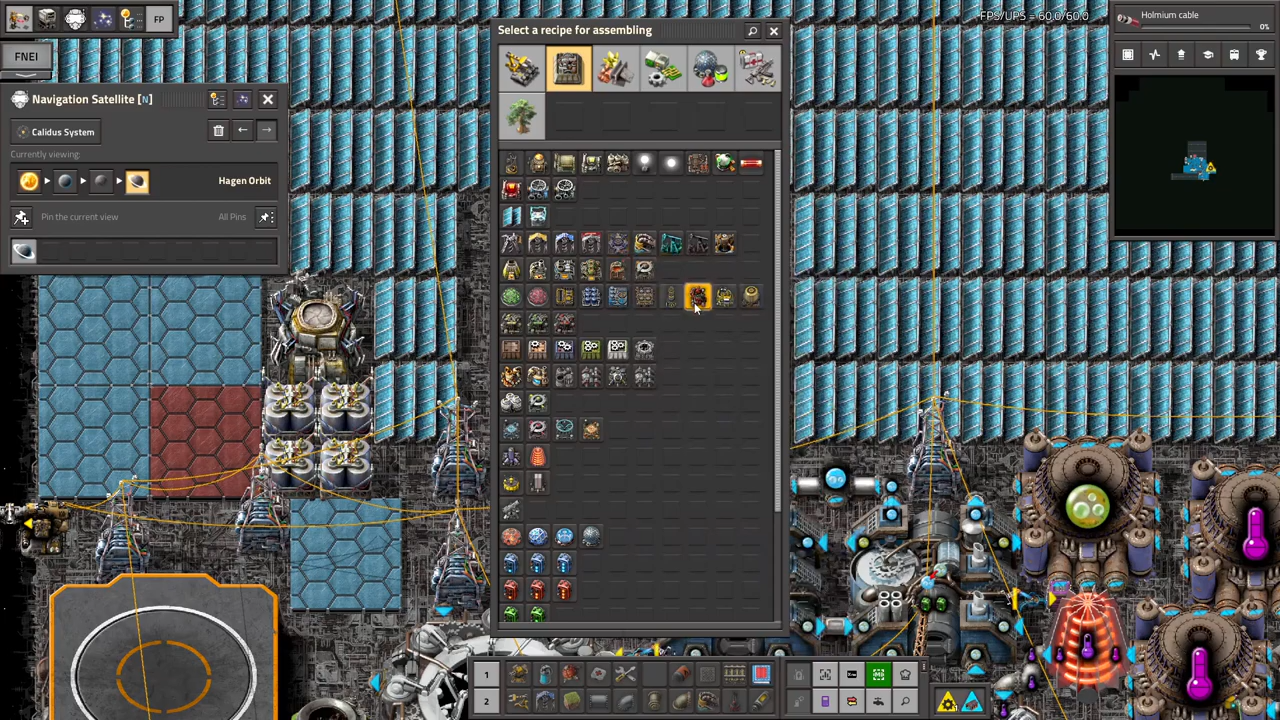 FP
FNEI
Navigation Satellite [N]
Calidus System
Currently viewing:
Hagen Orbit
Pin the current view
All Pins
Select a recipe for assembling
FPS/UPS = 60.0/60.0
Holmium cable
0%
1
2